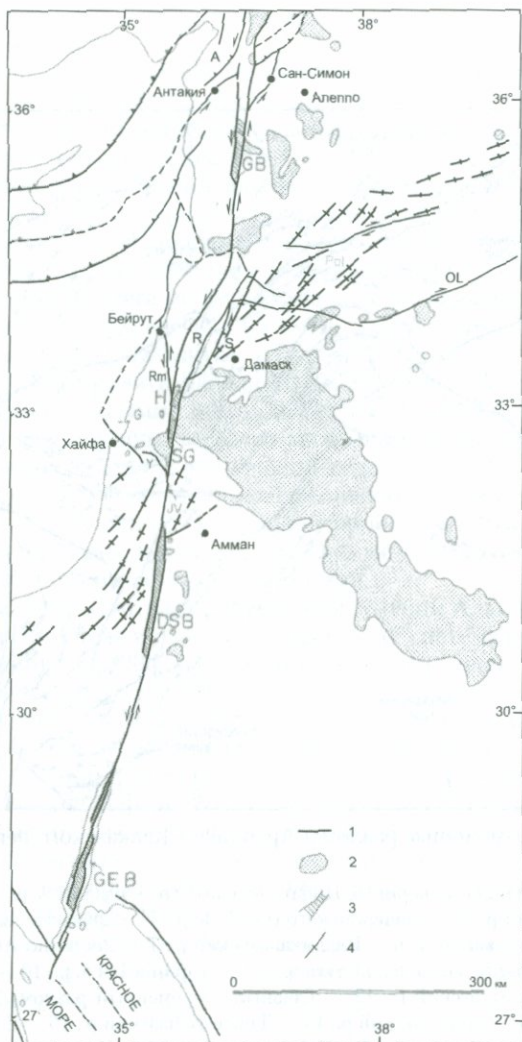 35°
38°
А
Сан-Симон
Антакия
Алеппо
36°
36°
GB
Pol
OL
Бейрут
R
S
Дамаск
Rm
H
33°
33°
G
Хайфа
SG
Y
JV
Амман
DSB
30°
30°
1
2
GEB
3
4
КРАСНОЕ
МОРЕ
0
300
км
27°
35°
38°
27°